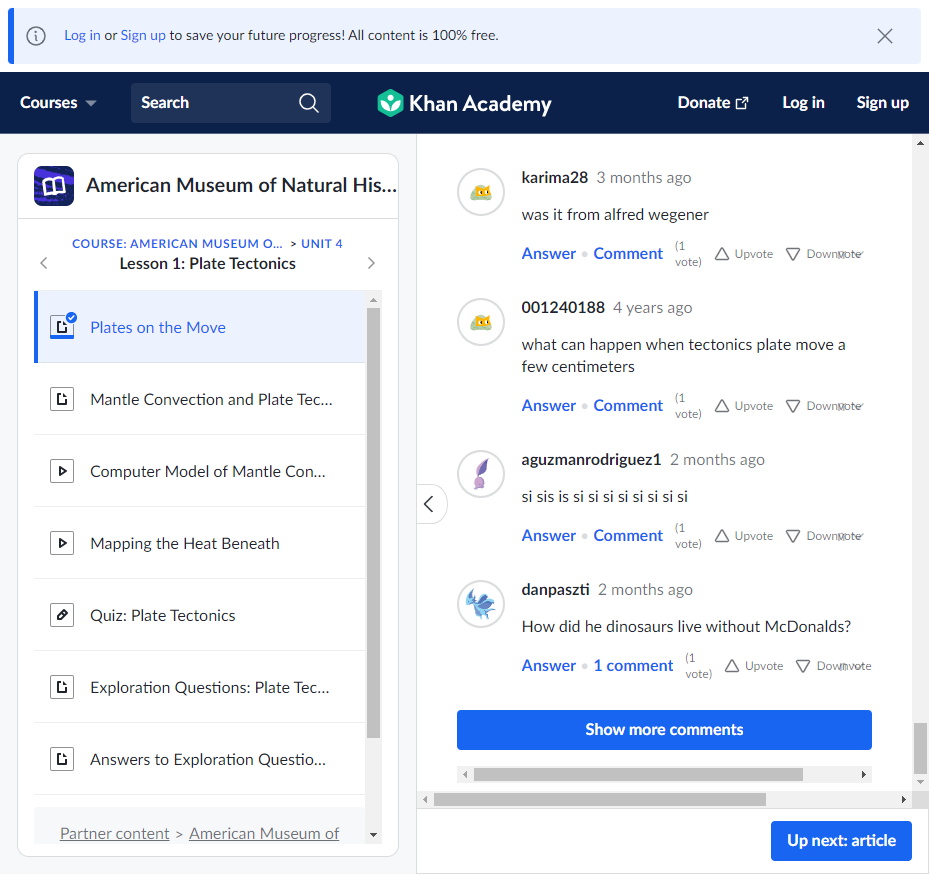 Log in or Sign up to save your future progress! All content is 100% free.
Courses
Search
Khan Academy
Donate
Log in
Sign up
American Museum of Natural His...
COURSE: AMERICAN MUSEUM O... > UNIT 4
Lesson 1: Plate Tectonics
Plates on the Move
Mantle Convection and Plate Tec...
Computer Model of Mantle Con...
Mapping the Heat Beneath
Quiz: Plate Tectonics
Exploration Questions: Plate Tec...
Answers to Exploration Questio...
Partner content > American Museum of
karima28 3 months ago
was it from alfred wegener
Answer • Comment (1 vote) Upvote Downvote
001240188 4 years ago
what can happen when tectonics plate move a
few centimeters
Answer • Comment (1 vote) Upvote Downvote
aguzmanrodriguez1 2 months ago
si sis is si si si si si si si si si
Answer • Comment (1 vote) Upvote Downvote
danpaszti 2 months ago
How did he dinosaurs live without McDonalds?
Answer • 1 comment (1 vote) Upvote Downvote
Show more comments
Up next: article